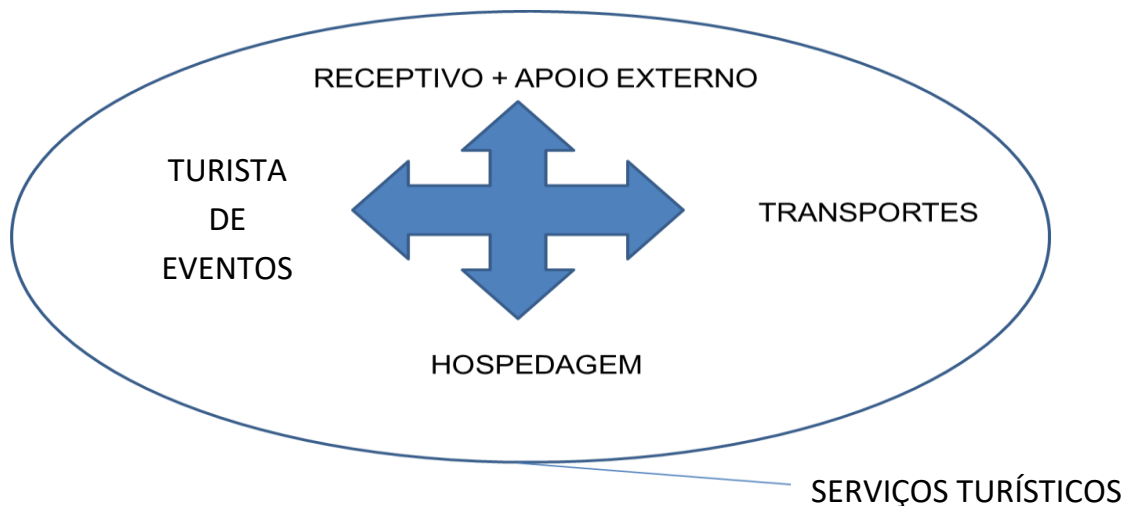 RECEPTIVO + APOIO EXTERNO
TURISTA
DE
EVENTOS
TRANSPORTES
HOSPEDAGEM
SERVIÇOS TURÍSTICOS